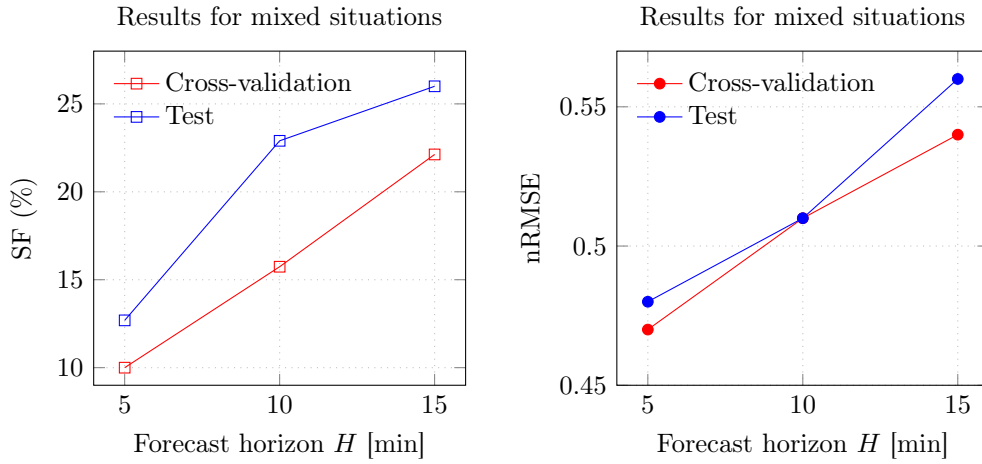 Results for mixed situations
Cross-validation
Test
25
20
15
10
SF (%)
5 10 15
Forecast horizon H [min]
Results for mixed situations
Cross-validation
Test
0.55
0.5
0.45
nRMSE
5 10 15
Forecast horizon H [min]